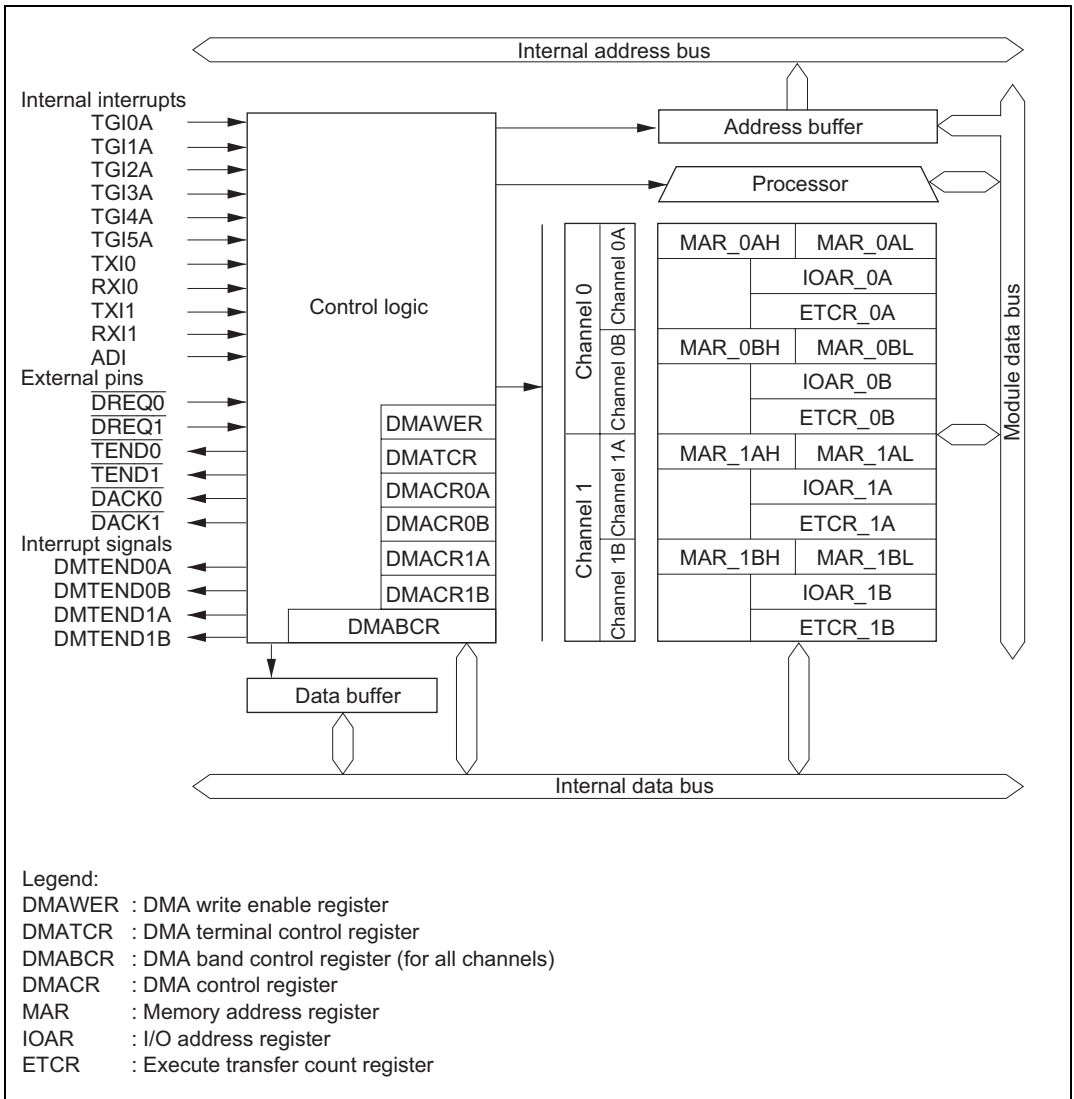 Internal address bus
Internal interrupts
TGI0A
TGI1A
TGI2A
TGI3A
TGI4A
TGI5A
TXI0
RXI0
TXI1
RXI1
ADI
External pins
DREQ0
DREQ1
TEND0
TEND1
DACK0
DACK1
Interrupt signals
DMTEND0A
DMTEND0B
DMTEND1A
DMTEND1B
Control logic
DMAWER
DMATCR
DMACR0A
DMACR0B
DMACR1A
DMACR1B
DMABCR
Data buffer
Address buffer
Processor
Channel 0
Channel 0A
Channel 0B
Channel 1
Channel 1A
Channel 1B
MAR_0AH MAR_0AL
IOAR_0A
ETCR_0A
MAR_0BH MAR_0BL
IOAR_0B
ETCR_0B
MAR_1AH MAR_1AL
IOAR_1A
ETCR_1A
MAR_1BH MAR_1BL
IOAR_1B
ETCR_1B
Module data bus
Internal data bus
Legend:
DMAWER : DMA write enable register
DMATCR : DMA terminal control register
DMABCR : DMA band control register (for all channels)
DMACR : DMA control register
MAR : Memory address register
IOAR : I/O address register
ETCR : Execute transfer count register